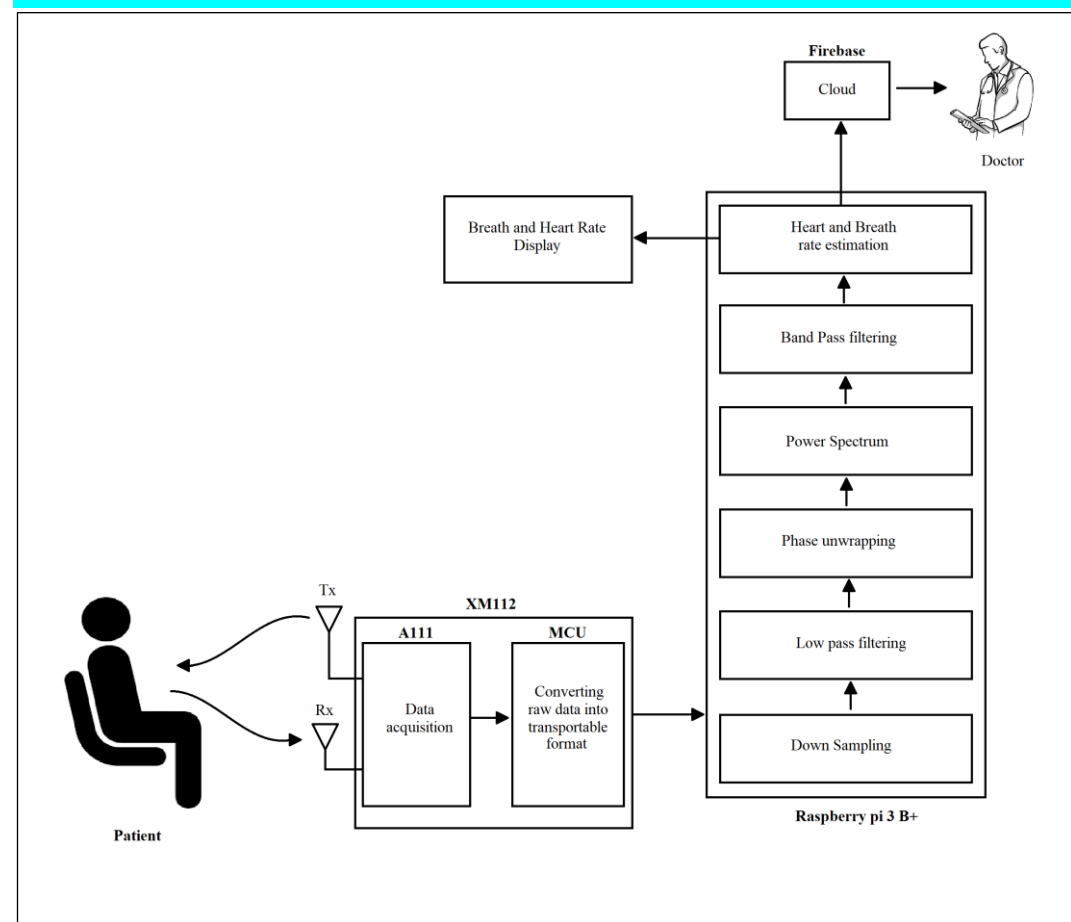 Firebase
Cloud
Doctor
Breath and Heart Rate
Display
Heart and Breath
rate estimation
Band Pass filtering
Power Spectrum
Phase unwrapping
Low pass filtering
Down Sampling
Raspberry pi 3 B+
Tx
Rx
XM112
A111
MCU
Data
acquisition
Converting
raw data into
transportable
format
Patient